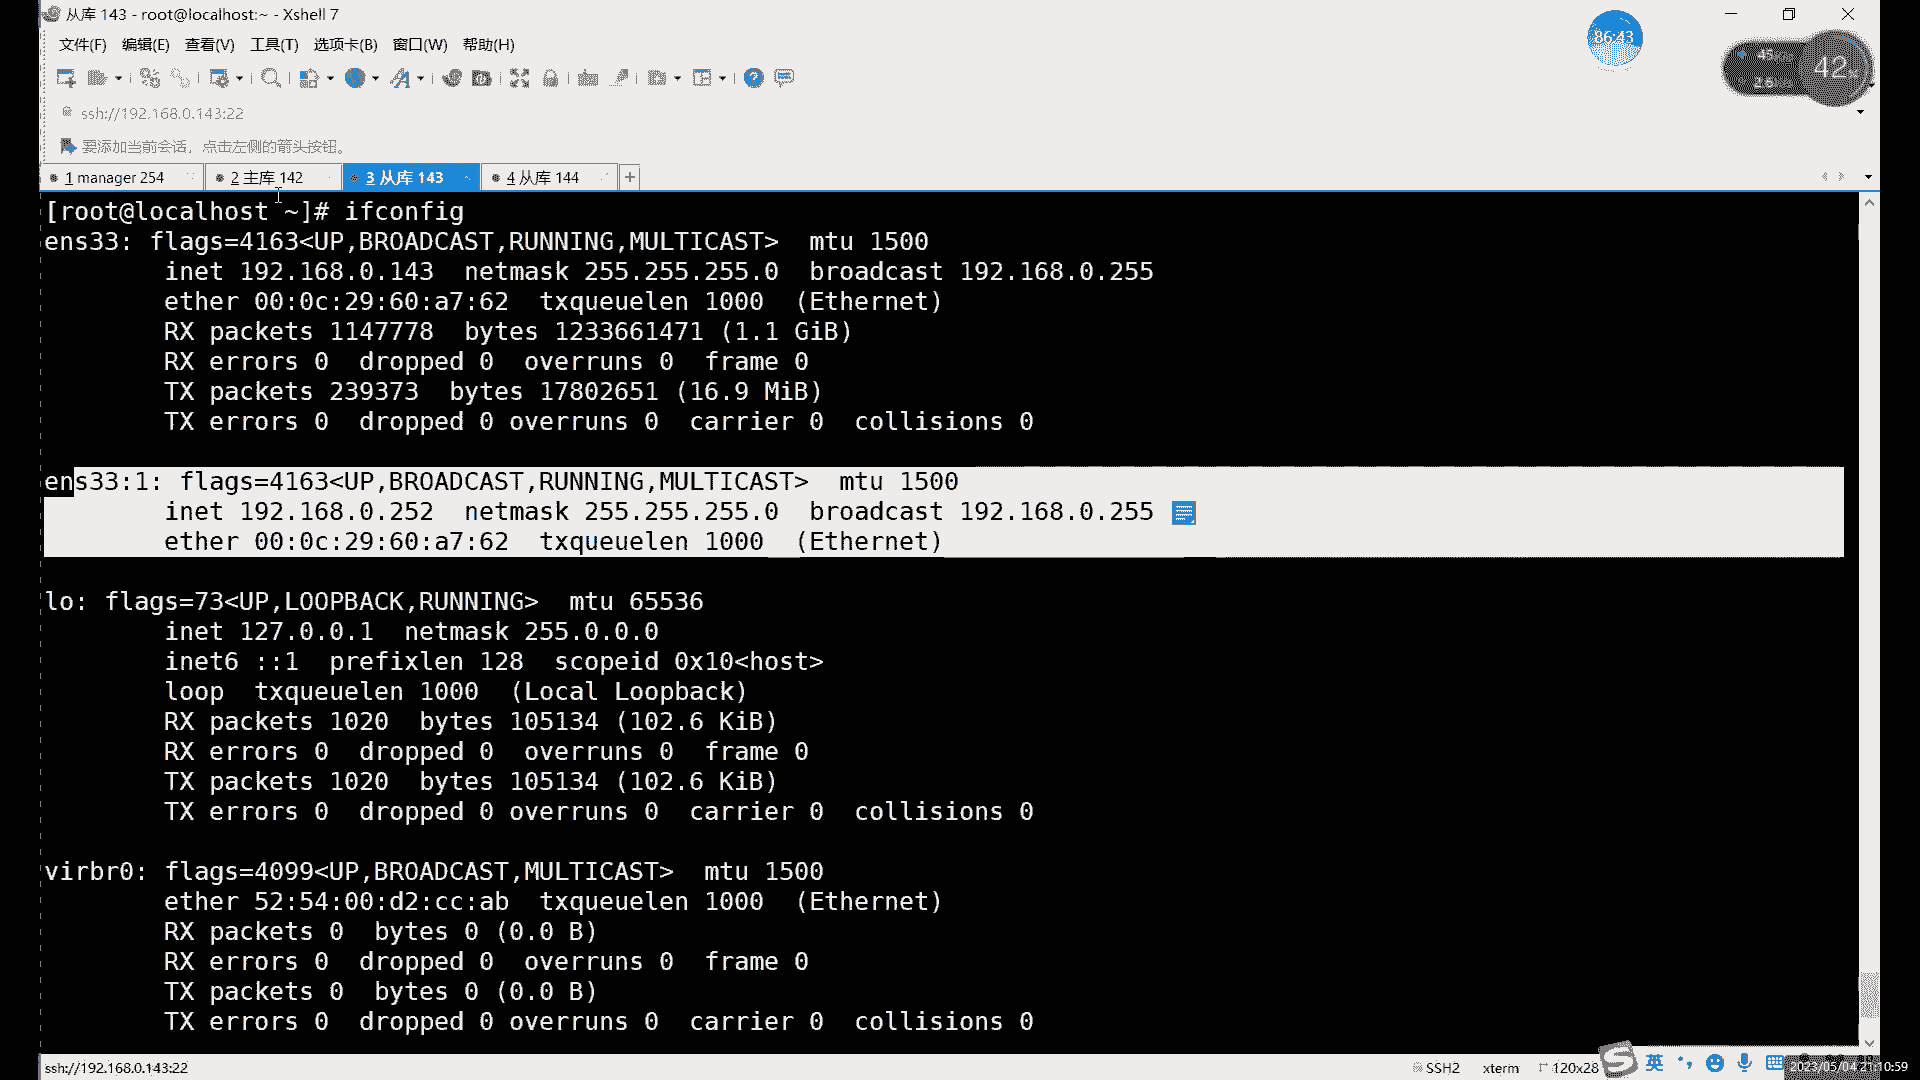 从库 143 - root@localhost:~ - Xshell 7
文件(F) 编辑(E) 查看(V) 工具(T) 选项卡(B) 窗口(W) 帮助(H)
86:43
42%
ssh://192.168.0.143:22
要添加当前会话，点击左侧的箭头按钮。
1 manager 254 2 主库 142 3 从库 143 4 从库 144
[root@localhost ~]# ifconfig
ens33: flags=4163<UP,BROADCAST,RUNNING,MULTICAST>  mtu 1500
inet 192.168.0.143  netmask 255.255.255.0  broadcast 192.168.0.255
ether 00:0c:29:60:a7:62  txqueuelen 1000  (Ethernet)
RX packets 1147778  bytes 1233661471 (1.1 GiB)
RX errors 0  dropped 0  overruns 0  frame 0
TX packets 239373  bytes 17802651 (16.9 MiB)
TX errors 0  dropped 0 overruns 0  carrier 0  collisions 0
ens33:1: flags=4163<UP,BROADCAST,RUNNING,MULTICAST>  mtu 1500
inet 192.168.0.252  netmask 255.255.255.0  broadcast 192.168.0.255
ether 00:0c:29:60:a7:62  txqueuelen 1000  (Ethernet)
lo: flags=73<UP,LOOPBACK,RUNNING>  mtu 65536
inet 127.0.0.1  netmask 255.0.0.0
inet6 ::1  prefixlen 128  scopeid 0x10<host>
loop  txqueuelen 1000  (Local Loopback)
RX packets 1020  bytes 105134 (102.6 KiB)
RX errors 0  dropped 0  overruns 0  frame 0
TX packets 1020  bytes 105134 (102.6 KiB)
TX errors 0  dropped 0 overruns 0  carrier 0  collisions 0
virbr0: flags=4099<UP,BROADCAST,MULTICAST>  mtu 1500
ether 52:54:00:d2:cc:ab  txqueuelen 1000  (Ethernet)
RX packets 0  bytes 0 (0.0 B)
RX errors 0  dropped 0  overruns 0  frame 0
TX packets 0  bytes 0 (0.0 B)
TX errors 0  dropped 0 overruns 0  carrier 0  collisions 0
ssh://192.168.0.143:22 SSH2 xterm 120x28 英 2023/05/04 21:10:59